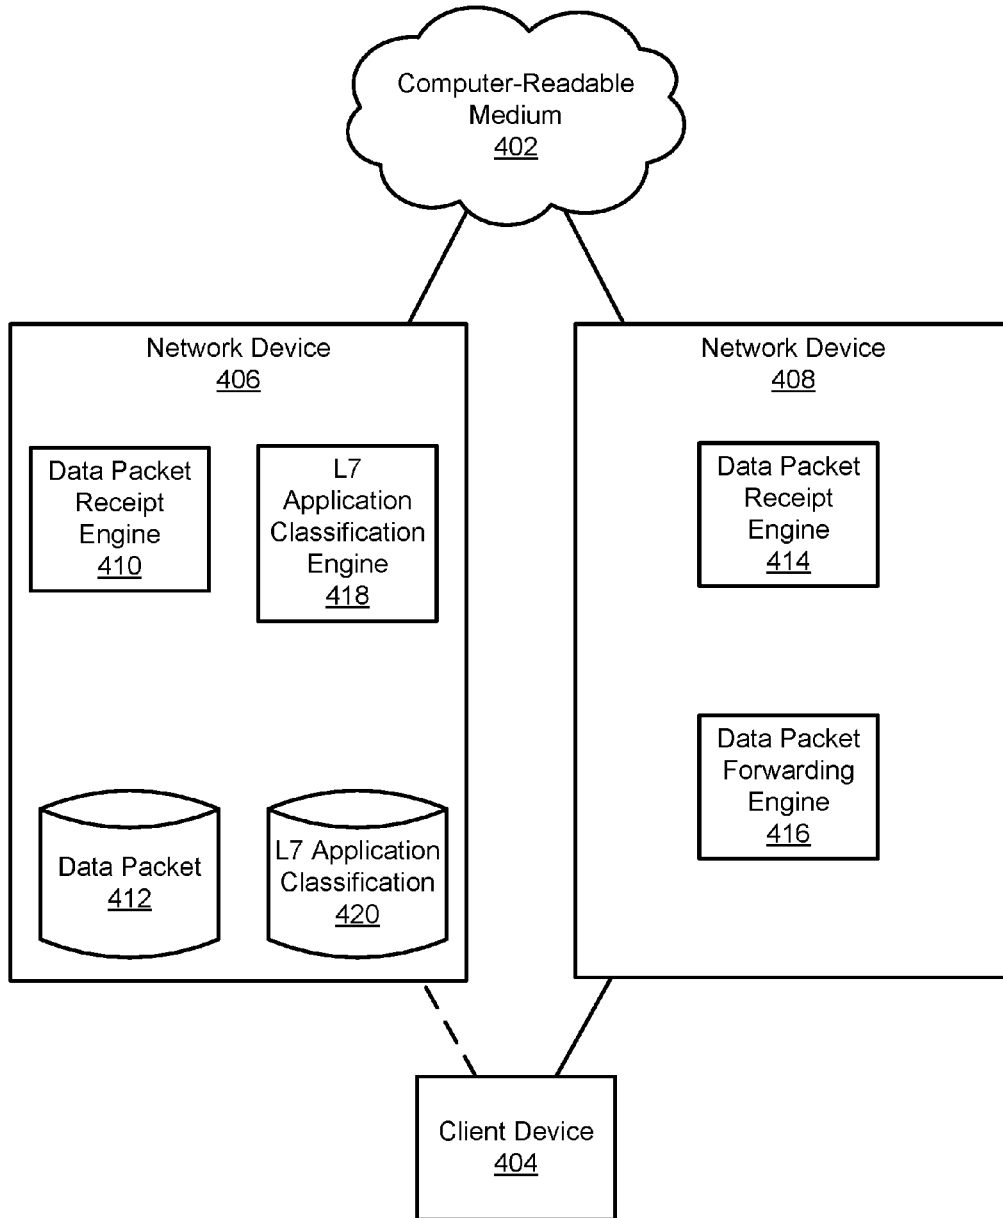 Computer-Readable
Medium
402
Network Device
406
Data Packet
Receipt
Engine
410
L7
Application
Classification
Engine
418
Data Packet
412
L7 Application
Classification
420
Network Device
408
Data Packet
Receipt
Engine
414
Data Packet
Forwarding
Engine
416
Client Device
404